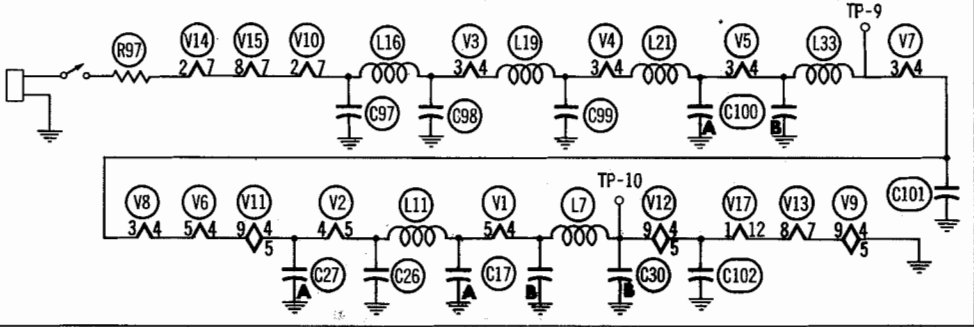 TP-9
R97 V14 V15 V10 L16 V3 L19 V4 L21 V5 L33 V7
2 7 8 7 2 7 3 4 3 4 3 4 3 4
C97 C98 C99 C100 A B
TP-10
C101
V8 V6 V11 V2 L11 V1 L7 V12 V17 V13 V9
3 4 5 4 9 4 5 4 5 5 4 9 4 5 1 12 8 7 9 4 5
C27 A C26 A C17 B C30 B C102